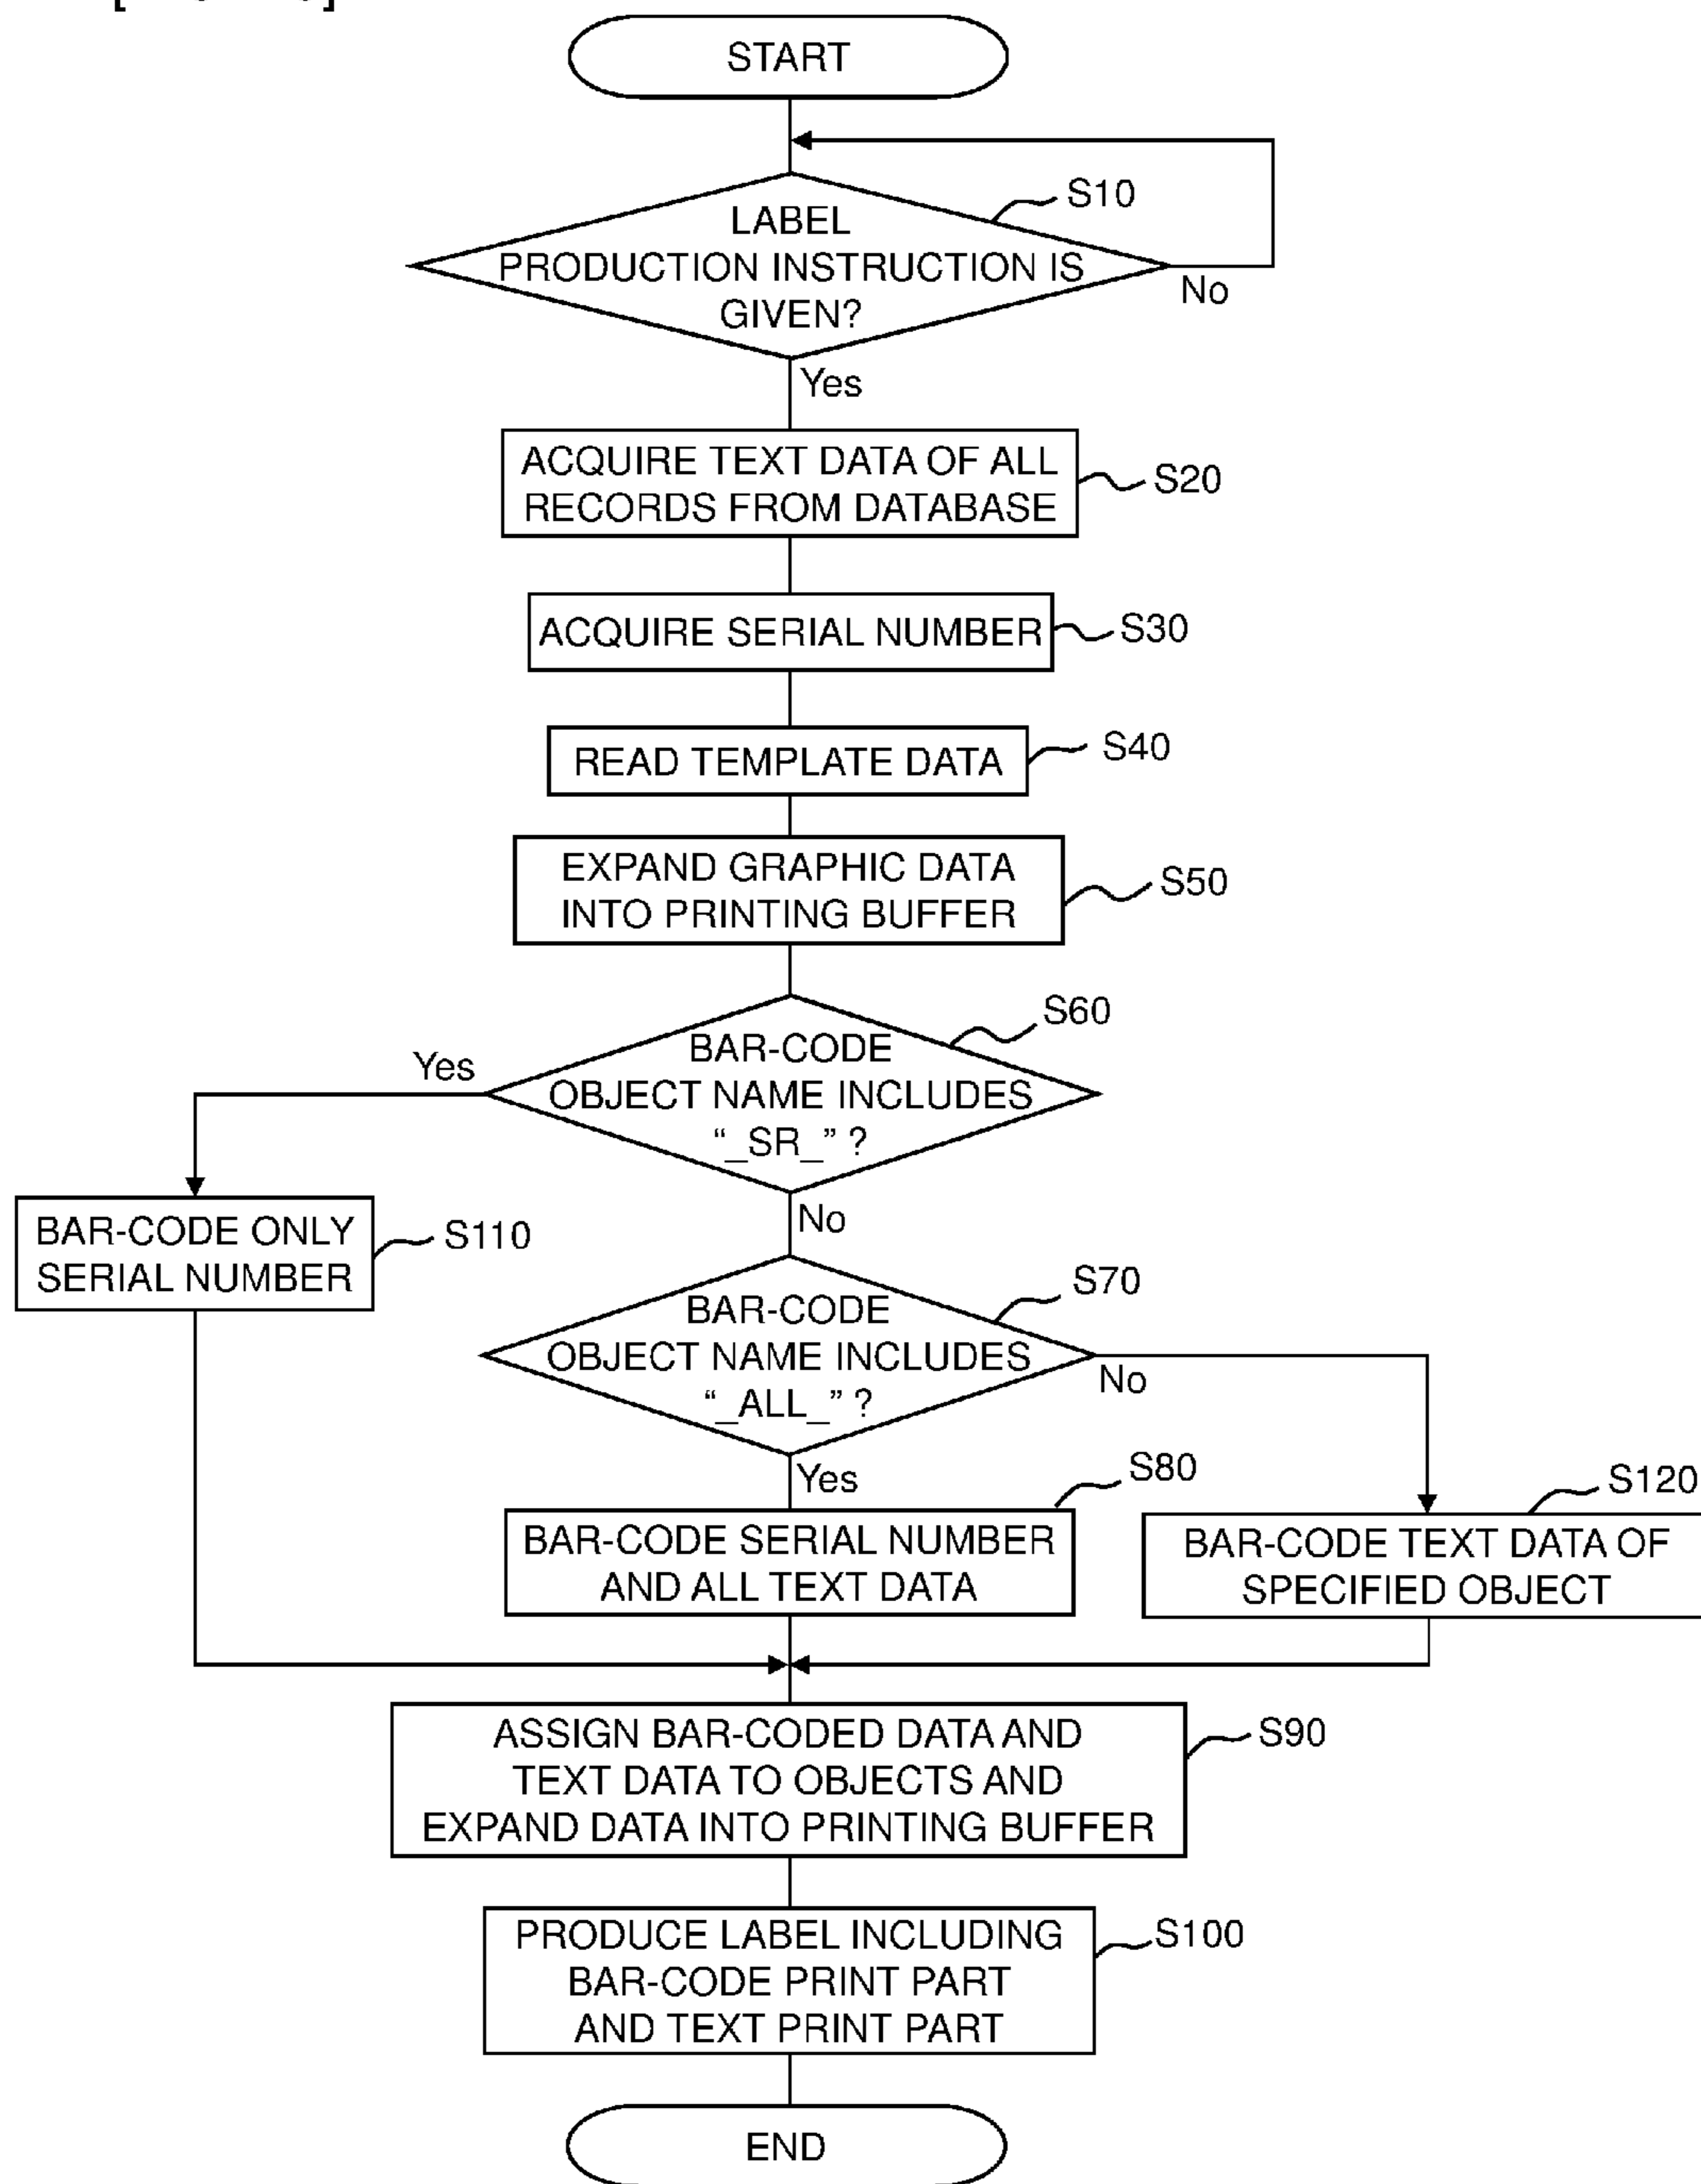 START
S10
LABEL
PRODUCTION INSTRUCTION IS
GIVEN?
No
Yes
ACQUIRE TEXT DATA OF ALL
RECORDS FROM DATABASE
S20
ACQUIRE SERIAL NUMBER
S30
READ TEMPLATE DATA
S40
EXPAND GRAPHIC DATA
INTO PRINTING BUFFER
S50
S60
BAR-CODE
OBJECT NAME INCLUDES
“_SR_” ?
Yes
No
BAR-CODE ONLY
SERIAL NUMBER
S110
S70
BAR-CODE
OBJECT NAME INCLUDES
“_ALL_” ?
No
Yes
S80
BAR-CODE SERIAL NUMBER
AND ALL TEXT DATA
S120
BAR-CODE TEXT DATA OF
SPECIFIED OBJECT
ASSIGN BAR-CODED DATA AND
TEXT DATA TO OBJECTS AND
EXPAND DATA INTO PRINTING BUFFER
S90
PRODUCE LABEL INCLUDING
BAR-CODE PRINT PART
AND TEXT PRINT PART
S100
END